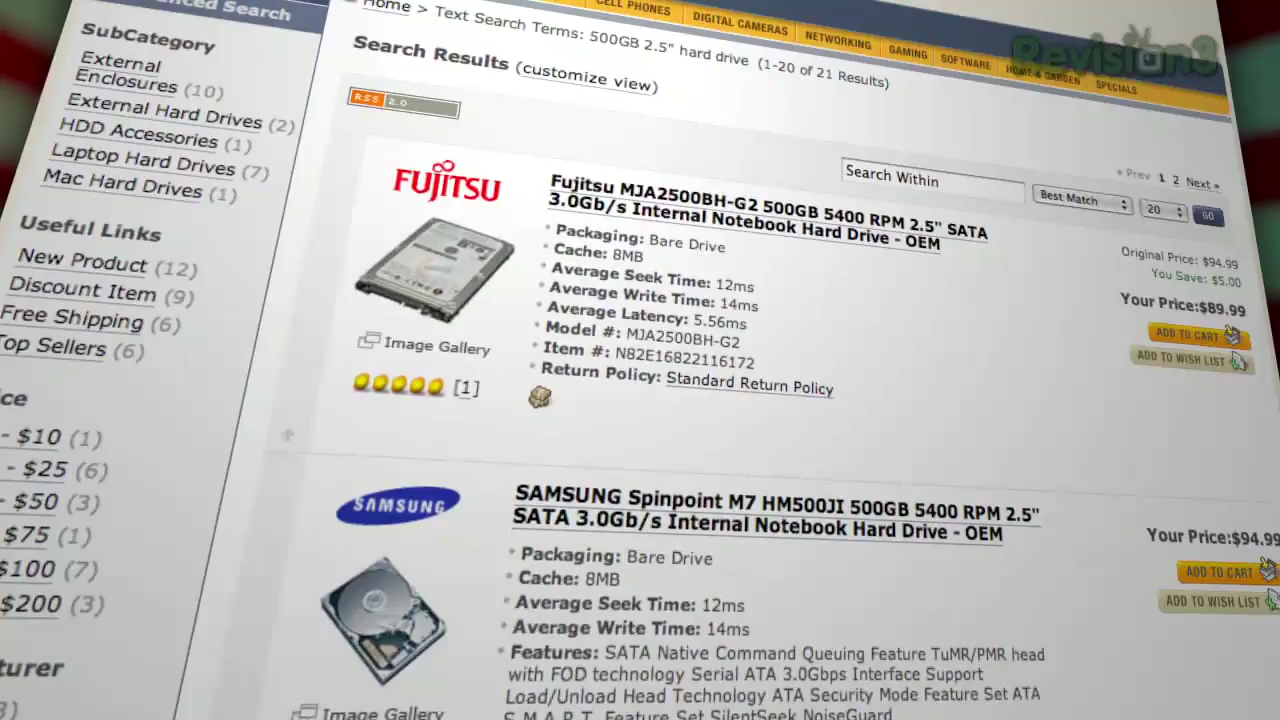 CELL PHONES
DIGITAL CAMERAS
NETWORKING
GAMING
SOFTWARE
HOME & GARDEN
SPECIALS
Revision3
Search
SubCategory
External
Enclosures (10)
External Hard Drives (2)
HDD Accessories (1)
Laptop Hard Drives (7)
Mac Hard Drives (1)
Useful Links
New Product (12)
Discount Item (9)
Free Shipping (6)
Top Sellers (6)
- $10 (1)
- $25 (6)
- $50 (3)
$75 (1)
$100 (7)
$200 (3)
Home > Text Search Terms: 500GB 2.5" hard drive (1-20 of 21 Results)
Search Results (customize view)
RSS 2.0
Search Within
Best Match
« Prev 1 2 Next »
20
GO
FUJITSU
Fujitsu MJA2500BH-G2 500GB 5400 RPM 2.5" SATA
3.0Gb/s Internal Notebook Hard Drive - OEM
Packaging: Bare Drive
Cache: 8MB
Average Seek Time: 12ms
Average Write Time: 14ms
Average Latency: 5.56ms
Model #: MJA2500BH-G2
Item #: N82E16822116172
Return Policy: Standard Return Policy
Image Gallery
[1]
Original Price: $94.99
You Save: $5.00
Your Price:$89.99
ADD TO CART
ADD TO WISH LIST
SAMSUNG
SAMSUNG Spinpoint M7 HM500JI 500GB 5400 RPM 2.5"
SATA 3.0Gb/s Internal Notebook Hard Drive - OEM
Packaging: Bare Drive
Cache: 8MB
Average Seek Time: 12ms
Average Write Time: 14ms
Features: SATA Native Command Queuing Feature TuMR/PMR head
with FOD technology Serial ATA 3.0Gbps Interface Support
Load/Unload Head Technology ATA Security Mode Feature Set ATA
S.M.A.R.T. Feature Set SilentSeek NoiseGuard
Image Gallery
Your Price:$94.99
ADD TO CART
ADD TO WISH LIST